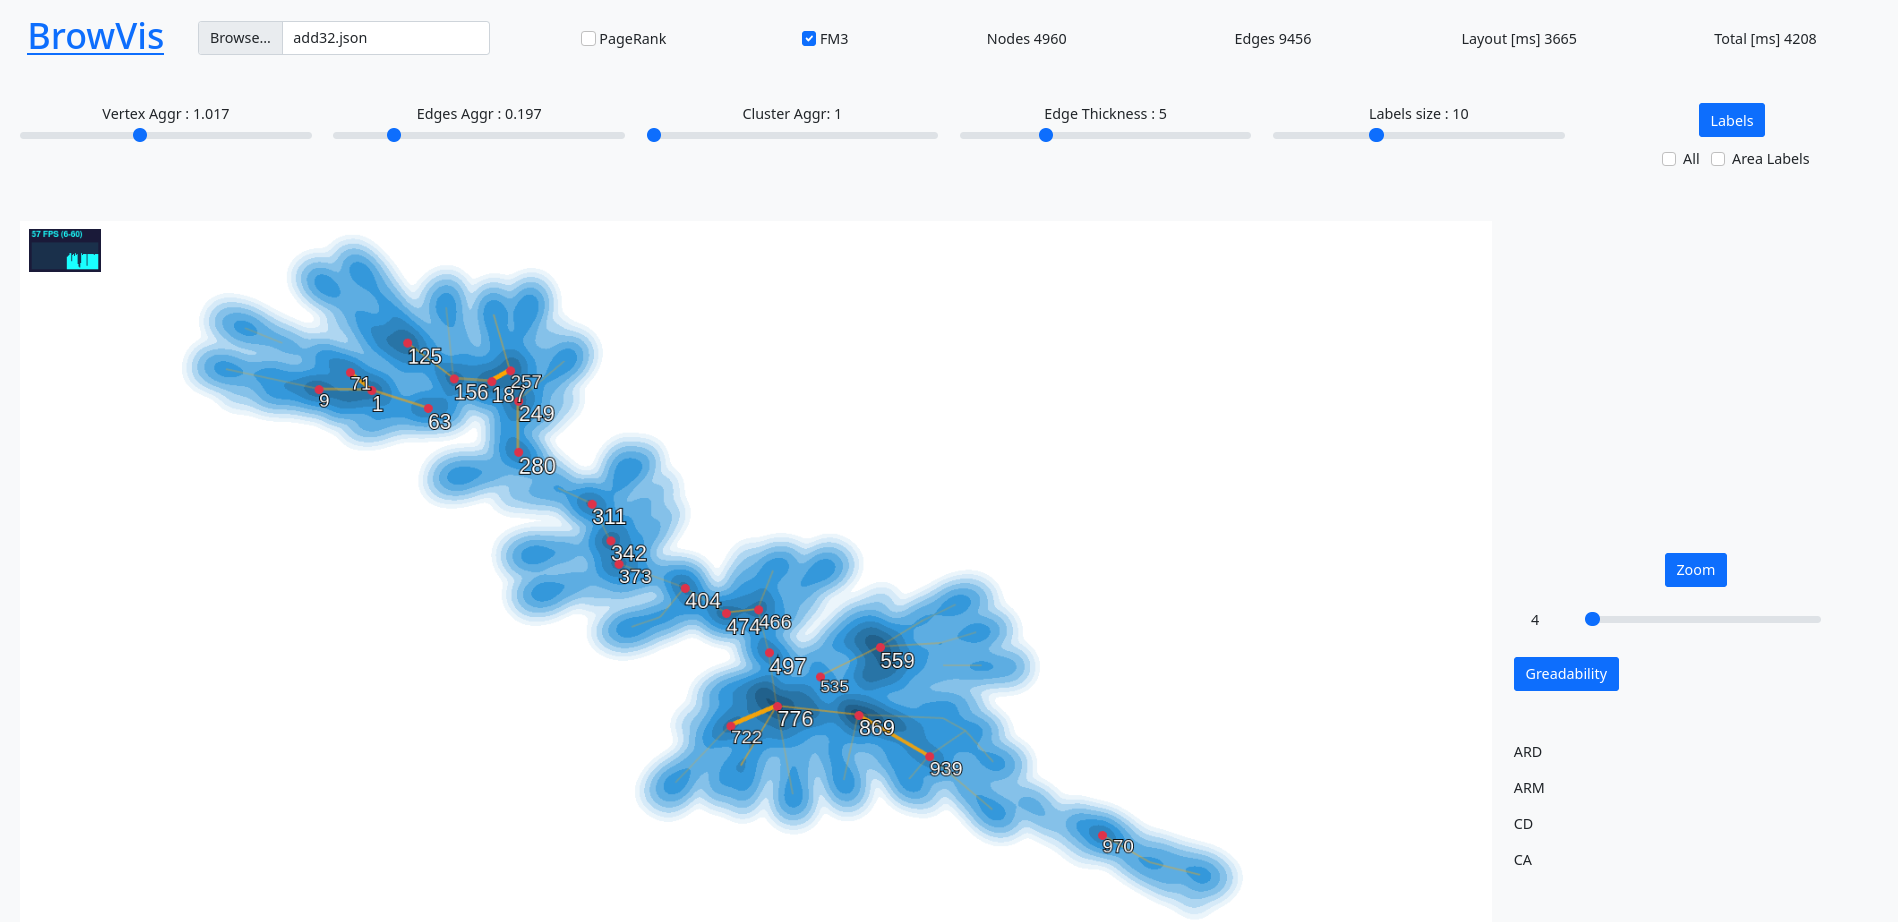 BrowVis
Browse...
add32.json
PageRank
FM3
Nodes 4960
Edges 9456
Layout [ms] 3665
Total [ms] 4208
Vertex Aggr : 1.017
Edges Aggr : 0.197
Cluster Aggr: 1
Edge Thickness : 5
Labels size : 10
Labels
All
Area Labels
57 FPS (6-60)
125
71
9
1
63
156
187
257
249
280
311
342
373
404
474
466
497
535
559
776
722
869
939
970
Zoom
4
Greadability
ARD
ARM
CD
CA